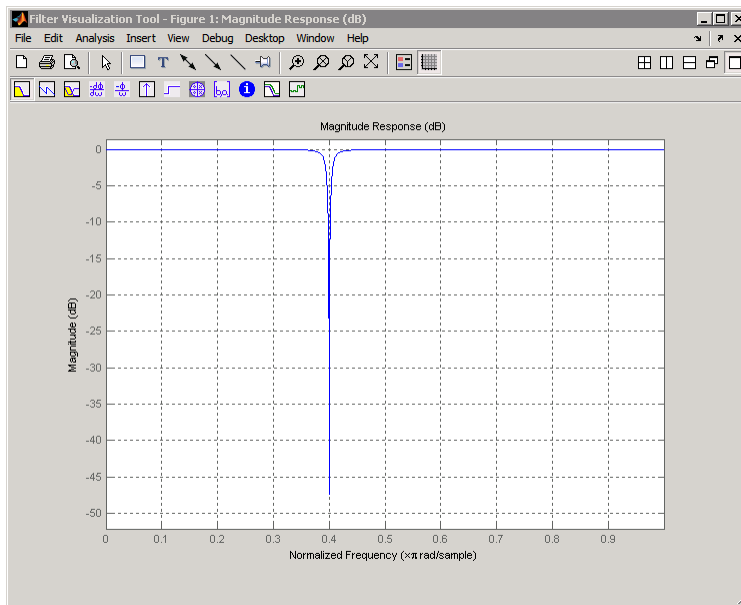 Filter Visualization Tool - Figure 1: Magnitude Response (dB)
File Edit Analysis Insert View Debug Desktop Window Help
Magnitude Response (dB)
0
-5
-10
-15
-20
-25
-30
-35
-40
-45
-50
Magnitude (dB)
0 0.1 0.2 0.3 0.4 0.5 0.6 0.7 0.8 0.9
Normalized Frequency (×π rad/sample)